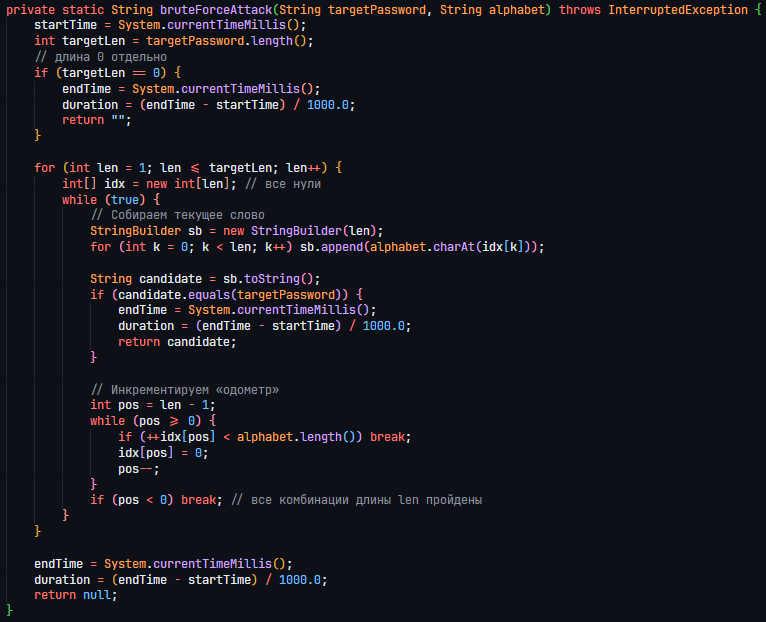 private static String bruteForceAttack(String targetPassword, String alphabet) throws InterruptedException {
startTime = System.currentTimeMillis();
int targetLen = targetPassword.length();
// длина 0 отдельно
if (targetLen == 0) {
endTime = System.currentTimeMillis();
duration = (endTime - startTime) / 1000.0;
return "";
}
for (int len = 1; len <= targetLen; len++) {
int[] idx = new int[len]; // все нули
while (true) {
// Собираем текущее слово
StringBuilder sb = new StringBuilder(len);
for (int k = 0; k < len; k++) sb.append(alphabet.charAt(idx[k]));
String candidate = sb.toString();
if (candidate.equals(targetPassword)) {
endTime = System.currentTimeMillis();
duration = (endTime - startTime) / 1000.0;
return candidate;
}
// Инкрементируем «одометр»
int pos = len - 1;
while (pos >= 0) {
if (++idx[pos] < alphabet.length()) break;
idx[pos] = 0;
pos--;
}
if (pos < 0) break; // все комбинации длины len пройдены
}
}
endTime = System.currentTimeMillis();
duration = (endTime - startTime) / 1000.0;
return null;
}